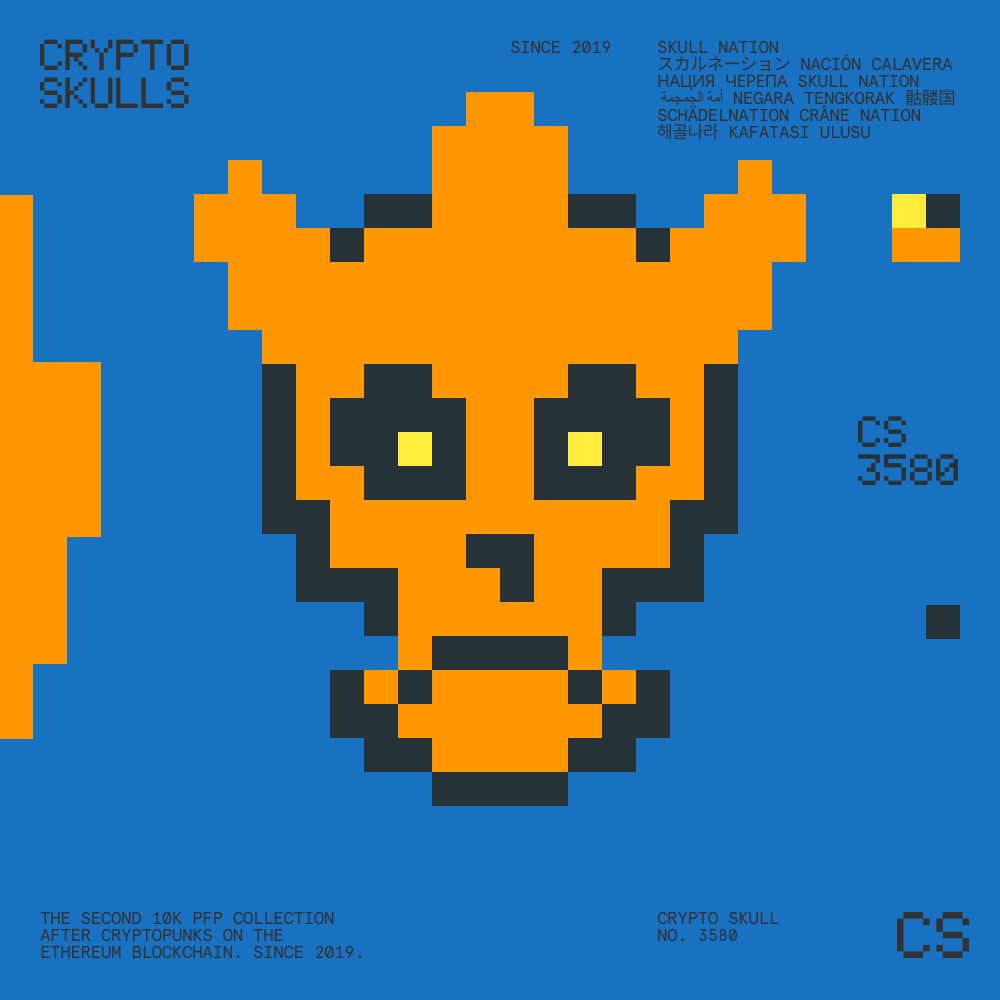 CRYPTO
SKULLS
SINCE 2019
SKULL NATION
スカルネーション NACIÓN CALAVERA
НАЦИЯ ЧЕРЕПА SKULL NATION
أمة الجمجمة NEGARA TENGKORAK 骷髅国
SCHÄDELNATION CRÂNE NATION
해골나라 KAFATASI ULUSU
CS
3580
THE SECOND 10K PFP COLLECTION
AFTER CRYPTOPUNKS ON THE
ETHEREUM BLOCKCHAIN. SINCE 2019.
CRYPTO SKULL
NO. 3580
CS